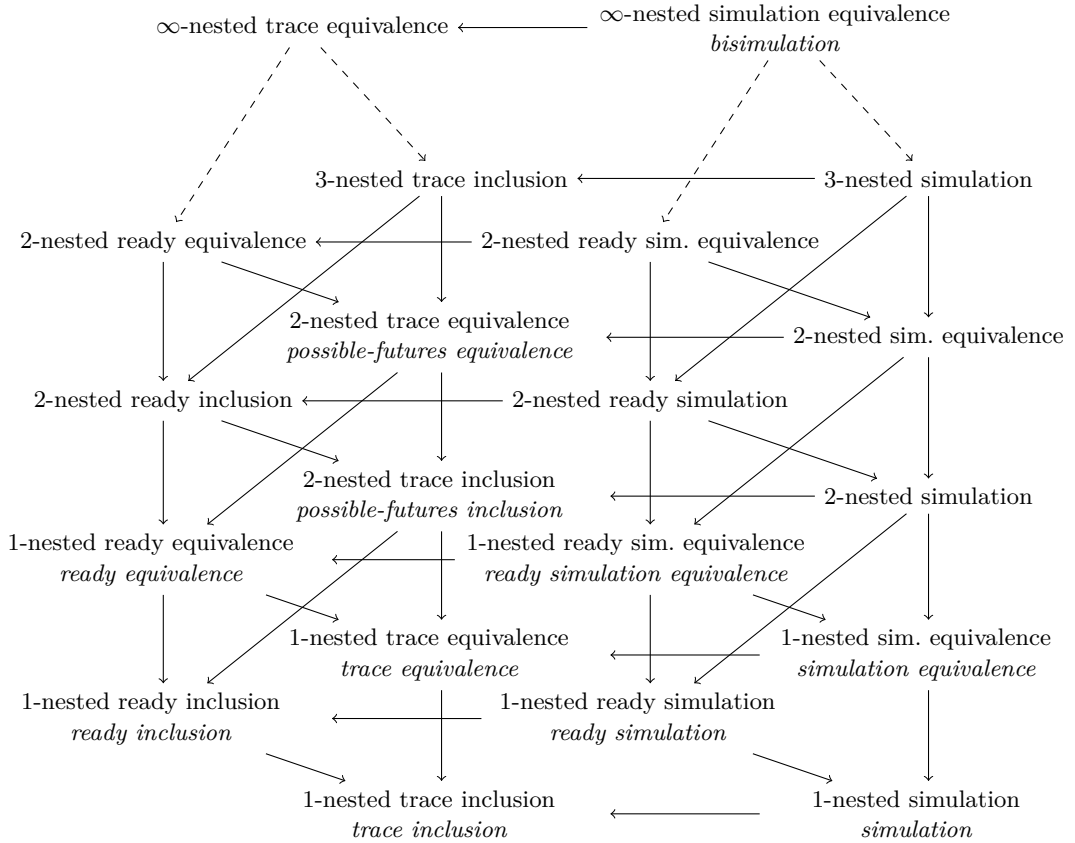 ∞-nested trace equivalence
∞-nested simulation equivalence
bisimulation
3-nested trace inclusion
3-nested simulation
2-nested ready equivalence
2-nested ready sim. equivalence
2-nested trace equivalence
possible-futures equivalence
2-nested sim. equivalence
2-nested ready inclusion
2-nested ready simulation
2-nested trace inclusion
possible-futures inclusion
2-nested simulation
1-nested ready equivalence
ready equivalence
1-nested ready sim. equivalence
ready simulation equivalence
1-nested trace equivalence
trace equivalence
1-nested sim. equivalence
simulation equivalence
1-nested ready inclusion
ready inclusion
1-nested ready simulation
ready simulation
1-nested trace inclusion
trace inclusion
1-nested simulation
simulation